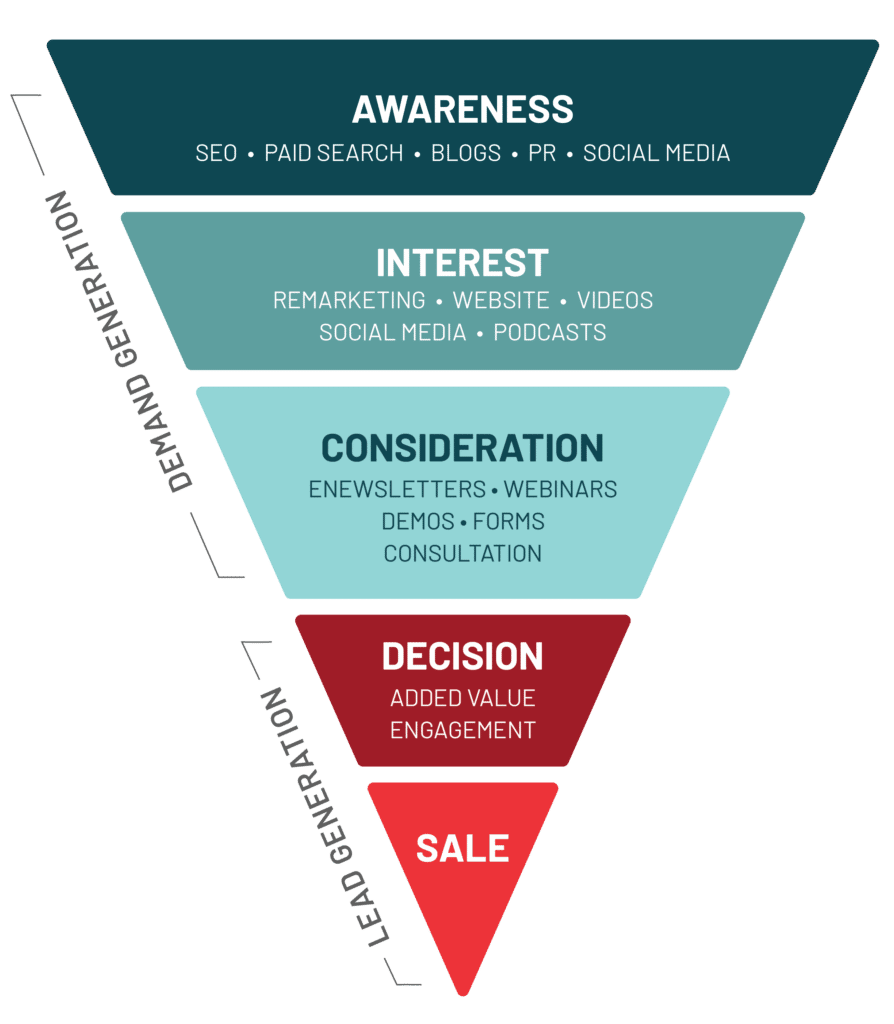 AWARENESS
SEO • PAID SEARCH • BLOGS • PR • SOCIAL MEDIA
INTEREST
REMARKETING • WEBSITE • VIDEOS
SOCIAL MEDIA • PODCASTS
CONSIDERATION
ENEWSLETTERS • WEBINARS
DEMOS • FORMS
CONSULTATION
DEMAND GENERATION
DECISION
ADDED VALUE
ENGAGEMENT
SALE
LEAD GENERATION